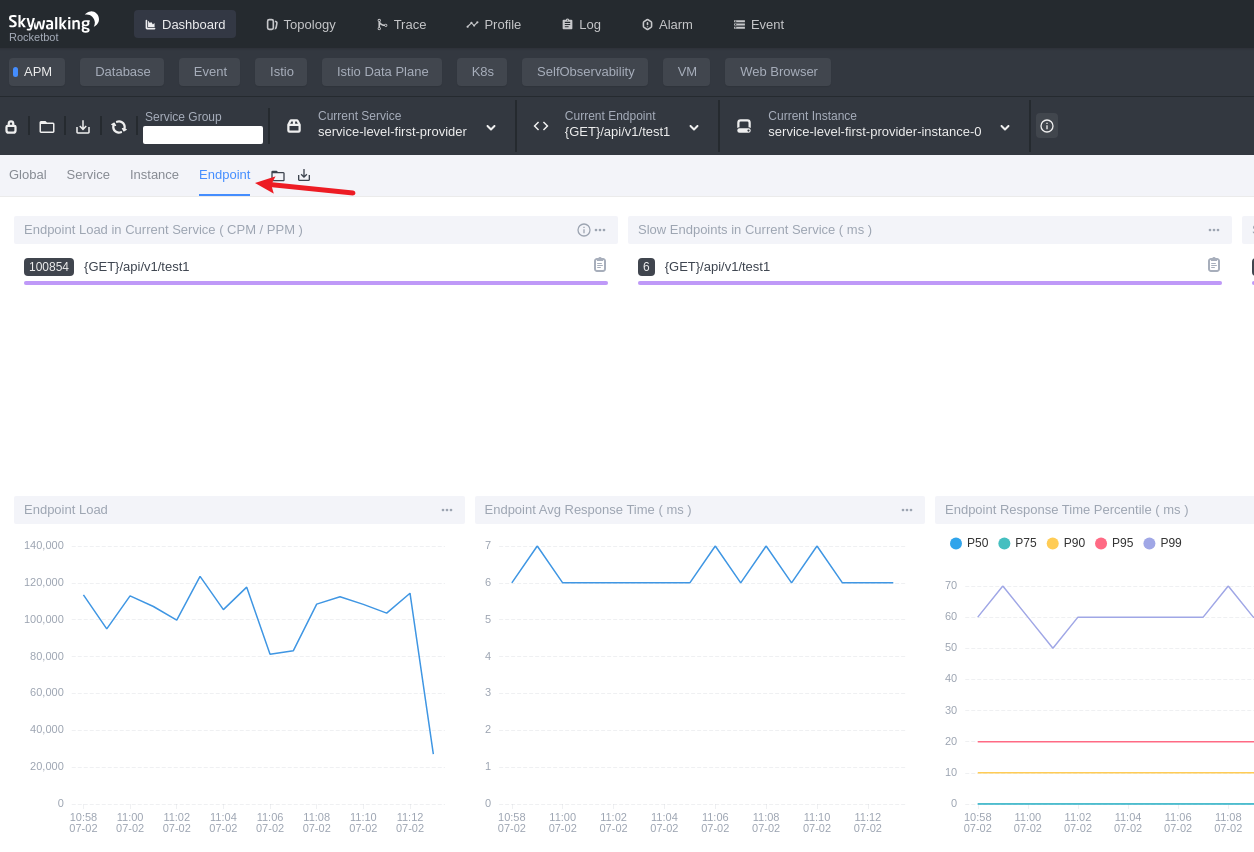 Skywalking
Rocketbot
Dashboard
Topology
Trace
Profile
Log
Alarm
Event
APM
Database
Event
Istio
Istio Data Plane
K8s
SelfObservability
VM
Web Browser
Service Group
Current Service
service-level-first-provider
Current Endpoint
{GET}/api/v1/test1
Current Instance
service-level-first-provider-instance-0
Global
Service
Instance
Endpoint
Endpoint Load in Current Service ( CPM / PPM )
100854 {GET}/api/v1/test1
Slow Endpoints in Current Service ( ms )
6 {GET}/api/v1/test1
Endpoint Load
140,000
120,000
100,000
80,000
60,000
40,000
20,000
0
10:58 11:00 11:02 11:04 11:06 11:08 11:10 11:12
07-02 07-02 07-02 07-02 07-02 07-02 07-02 07-02
Endpoint Avg Response Time ( ms )
7
6
5
4
3
2
1
0
10:58 11:00 11:02 11:04 11:06 11:08 11:10 11:12
07-02 07-02 07-02 07-02 07-02 07-02 07-02 07-02
Endpoint Response Time Percentile ( ms )
P50 P75 P90 P95 P99
70
60
50
40
30
20
10
0
10:58 11:00 11:02 11:04 11:06 11:08
07-02 07-02 07-02 07-02 07-02 07-02